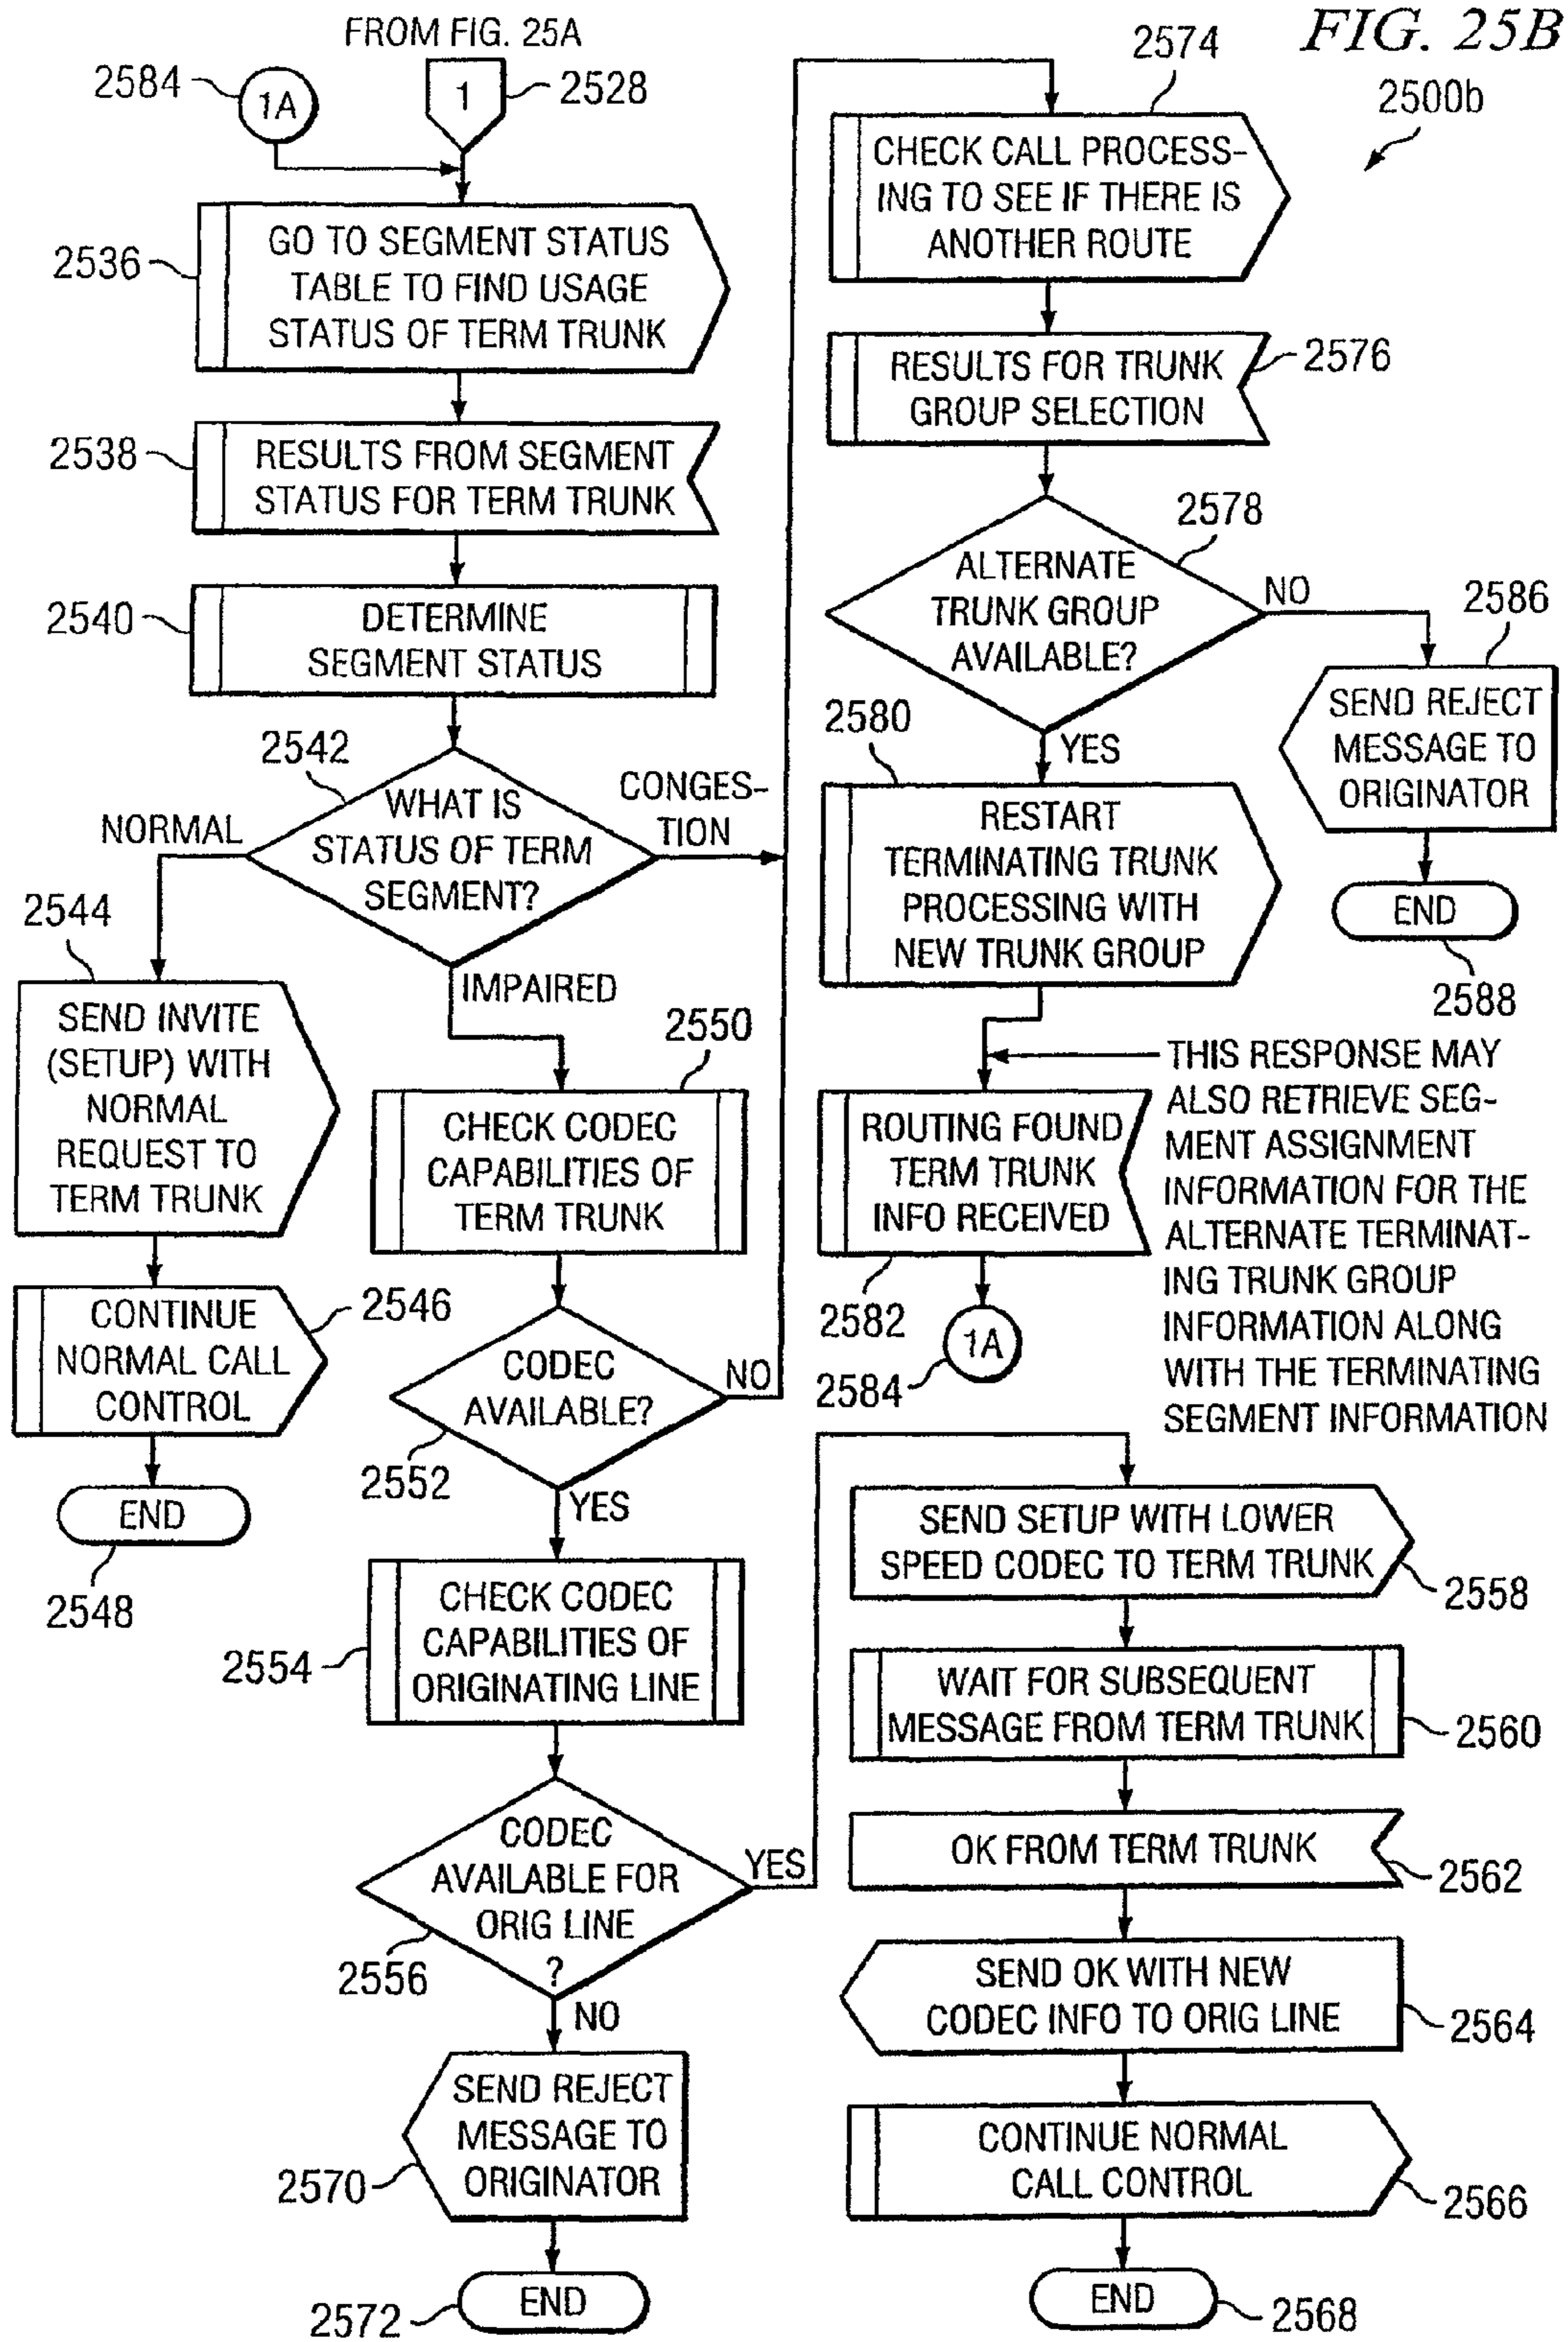 FIG. 25B
2500b
FROM FIG. 25A
2584
1A
1
2528
2536
GO TO SEGMENT STATUS
TABLE TO FIND USAGE
STATUS OF TERM TRUNK
2538
RESULTS FROM SEGMENT
STATUS FOR TERM TRUNK
2540
DETERMINE
SEGMENT STATUS
2542
WHAT IS
STATUS OF TERM
SEGMENT?
NORMAL
CONGES-
TION
IMPAIRED
2544
SEND INVITE
(SETUP) WITH
NORMAL
REQUEST TO
TERM TRUNK
CONTINUE
NORMAL CALL
CONTROL
2546
END
2548
2550
CHECK CODEC
CAPABILITIES OF
TERM TRUNK
CODEC
AVAILABLE?
NO
2552
YES
2554
CHECK CODEC
CAPABILITIES OF
ORIGINATING LINE
CODEC
AVAILABLE FOR
ORIG LINE
?
YES
2556
NO
SEND REJECT
MESSAGE TO
ORIGINATOR
2570
END
2572
2574
CHECK CALL PROCESS-
ING TO SEE IF THERE IS
ANOTHER ROUTE
RESULTS FOR TRUNK
GROUP SELECTION
2576
2578
ALTERNATE
TRUNK GROUP
AVAILABLE?
NO
2586
SEND REJECT
MESSAGE TO
ORIGINATOR
END
2588
YES
2580
RESTART
TERMINATING TRUNK
PROCESSING WITH
NEW TRUNK GROUP
THIS RESPONSE MAY
ALSO RETRIEVE SEG-
MENT ASSIGNMENT
INFORMATION FOR THE
ALTERNATE TERMINAT-
ING TRUNK GROUP
INFORMATION ALONG
WITH THE TERMINATING
SEGMENT INFORMATION
ROUTING FOUND
TERM TRUNK
INFO RECEIVED
2582
1A
2584
SEND SETUP WITH LOWER
SPEED CODEC TO TERM TRUNK
2558
WAIT FOR SUBSEQUENT
MESSAGE FROM TERM TRUNK
2560
OK FROM TERM TRUNK
2562
SEND OK WITH NEW
CODEC INFO TO ORIG LINE
2564
CONTINUE NORMAL
CALL CONTROL
2566
END
2568